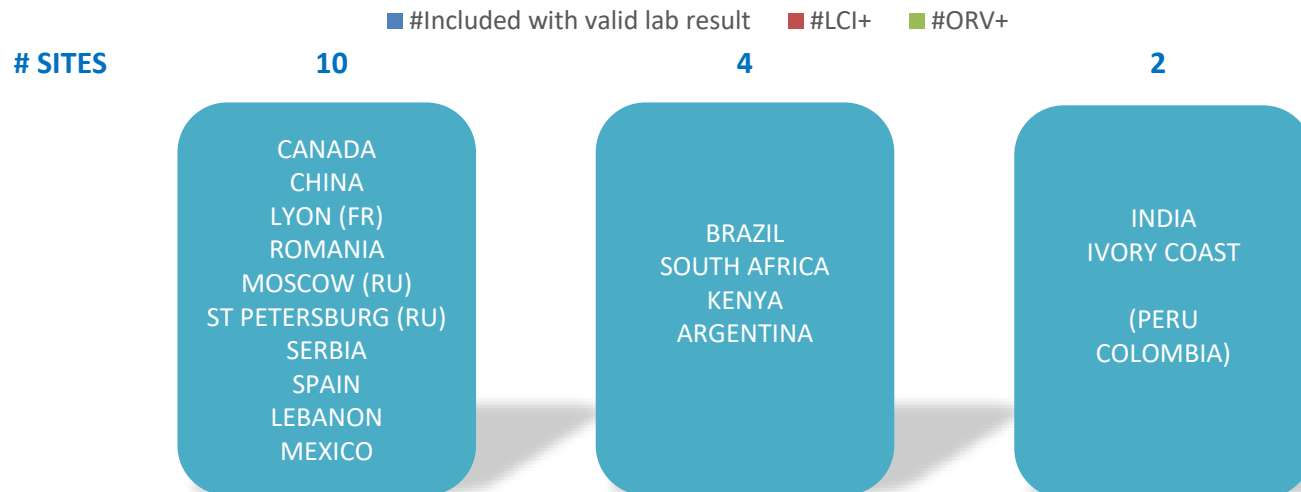 #Included with valid lab result #LCI+ #ORV+
# SITES 10 4 2
CANADA
CHINA
LYON (FR)
ROMANIA
MOSCOW (RU)
ST PETERSBURG (RU)
SERBIA
SPAIN
LEBANON
MEXICO
BRAZIL
SOUTH AFRICA
KENYA
ARGENTINA
INDIA
IVORY COAST
(PERU
COLOMBIA)